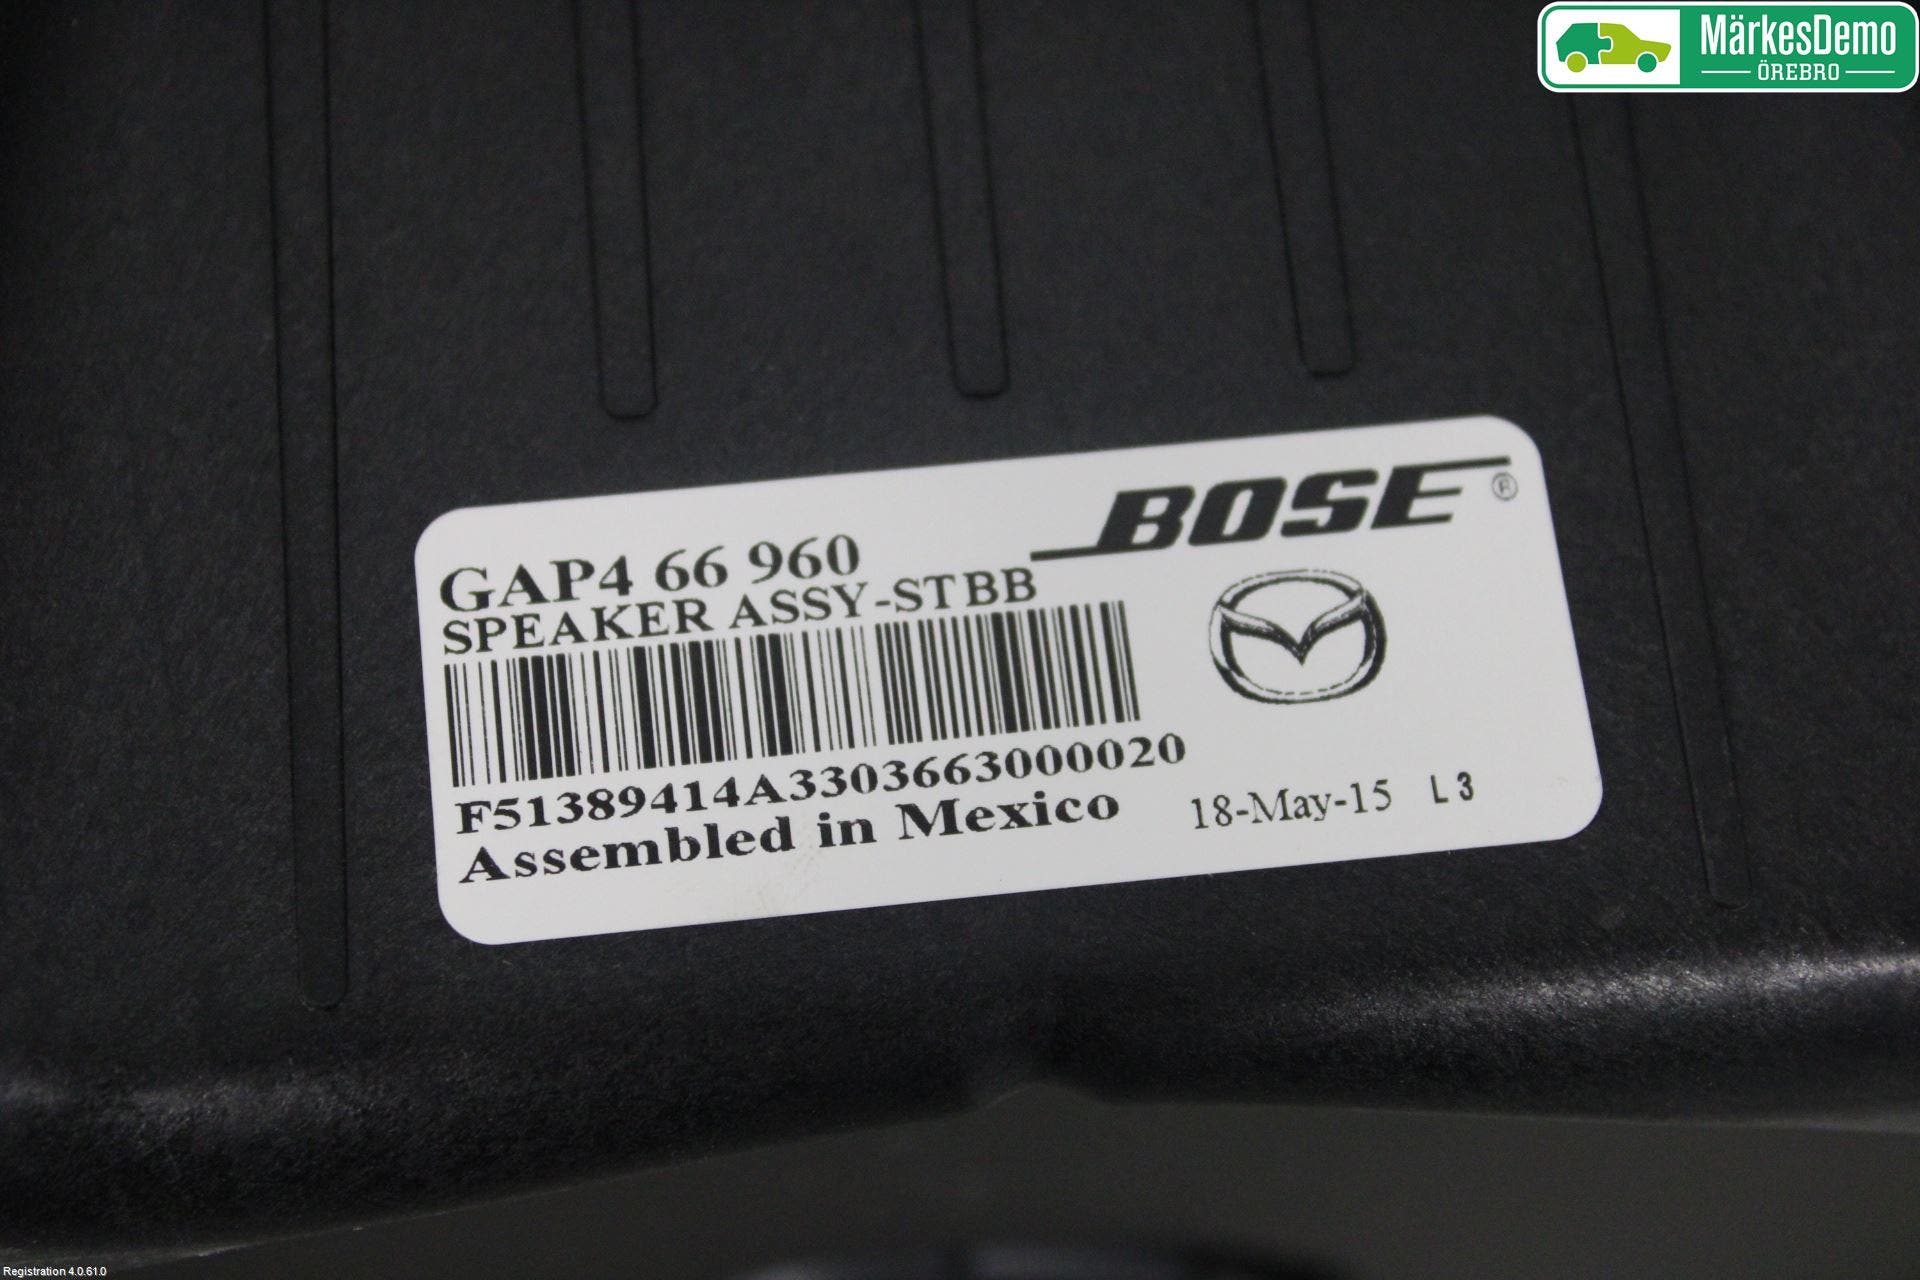 MärkesDemo
ÖREBRO
BOSE ®
GAP4 66 960
SPEAKER ASSY-STBB
F51389414A3303663000020
Assembled in Mexico
18-May-15 L3
Registration 4.0.61.0